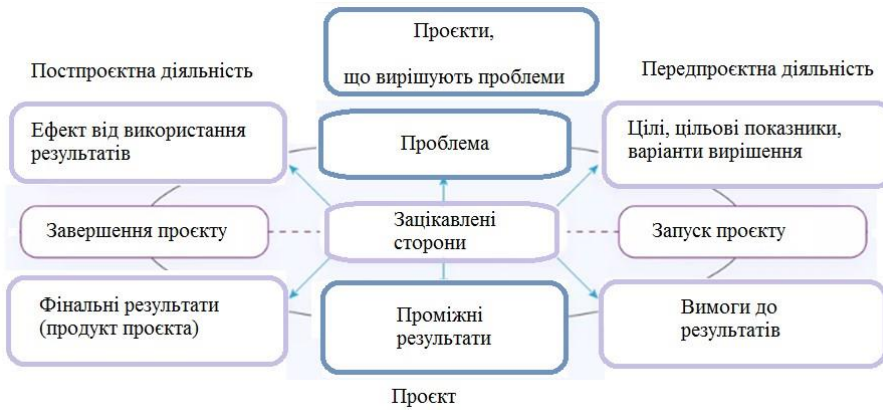 Проєкти,
що вирішують проблеми
Постпроєктна діяльність
Передпроєктна діяльність
Ефект від використання
результатів
Проблема
Цілі, цільові показники,
варіанти вирішення
Завершення проєкту
Зацікавлені
сторони
Запуск проєкту
Фінальні результати
(продукт проєкта)
Проміжні
результати
Вимоги до
результатів
Проєкт